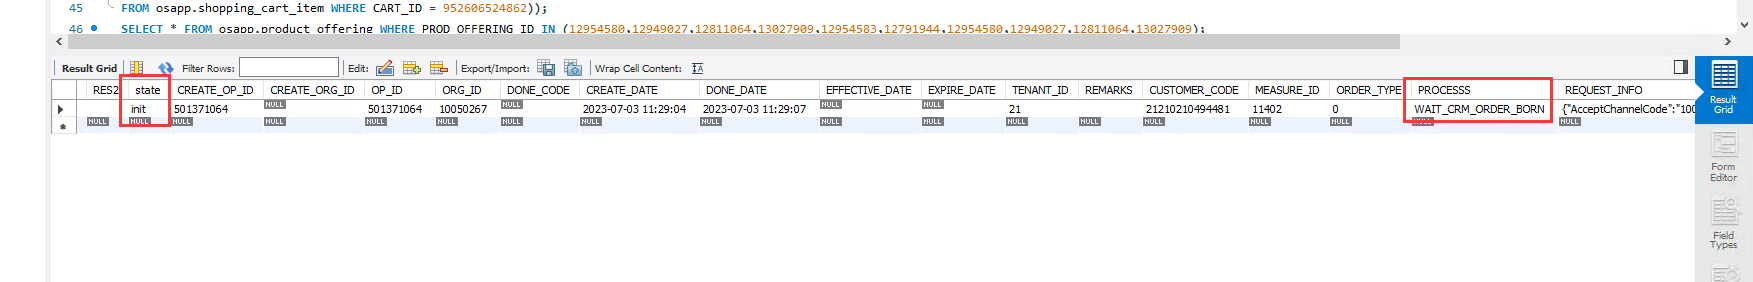 45 FROM osapp.shopping_cart_item WHERE CART_ID = 952606524862));
46 SELECT * FROM osapp.product_offering WHERE PROD_OFFERING_ID IN (12954580,12949027,12811064,13027909,12954583,12791944,12954580,12949027,12811064,13027909);
Result Grid Filter Rows: Edit: Export/Import: Wrap Cell Content:
RES2 state CREATE_OP_ID CREATE_ORG_ID OP_ID ORG_ID DONE_CODE CREATE_DATE DONE_DATE EFFECTIVE_DATE EXPIRE_DATE TENANT_ID REMARKS CUSTOMER_CODE MEASURE_ID ORDER_TYPE PROCESSS REQUEST_INFO
init 501371064 NULL 501371064 10050267 NULL 2023-07-03 11:29:04 2023-07-03 11:29:07 NULL NULL 21 21210210494481 11402 0 WAIT_CRM_ORDER_BORN {"AcceptChannelCode":"100
NULL NULL NULL NULL NULL NULL NULL NULL NULL NULL NULL NULL NULL NULL NULL NULL NULL NULL
Result
Grid
Form
Editor
Field
Types